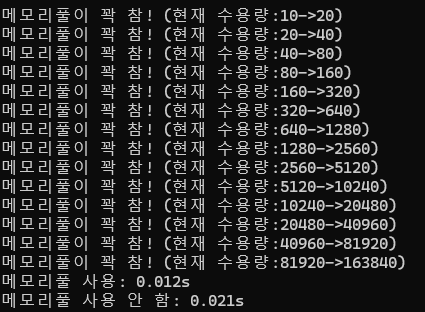 메모리풀이 꽉 참! (현재 수용량:10->20)
메모리풀이 꽉 참! (현재 수용량:20->40)
메모리풀이 꽉 참! (현재 수용량:40->80)
메모리풀이 꽉 참! (현재 수용량:80->160)
메모리풀이 꽉 참! (현재 수용량:160->320)
메모리풀이 꽉 참! (현재 수용량:320->640)
메모리풀이 꽉 참! (현재 수용량:640->1280)
메모리풀이 꽉 참! (현재 수용량:1280->2560)
메모리풀이 꽉 참! (현재 수용량:2560->5120)
메모리풀이 꽉 참! (현재 수용량:5120->10240)
메모리풀이 꽉 참! (현재 수용량:10240->20480)
메모리풀이 꽉 참! (현재 수용량:20480->40960)
메모리풀이 꽉 참! (현재 수용량:40960->81920)
메모리풀이 꽉 참! (현재 수용량:81920->163840)
메모리풀 사용: 0.012s
메모리풀 사용 안 함: 0.021s